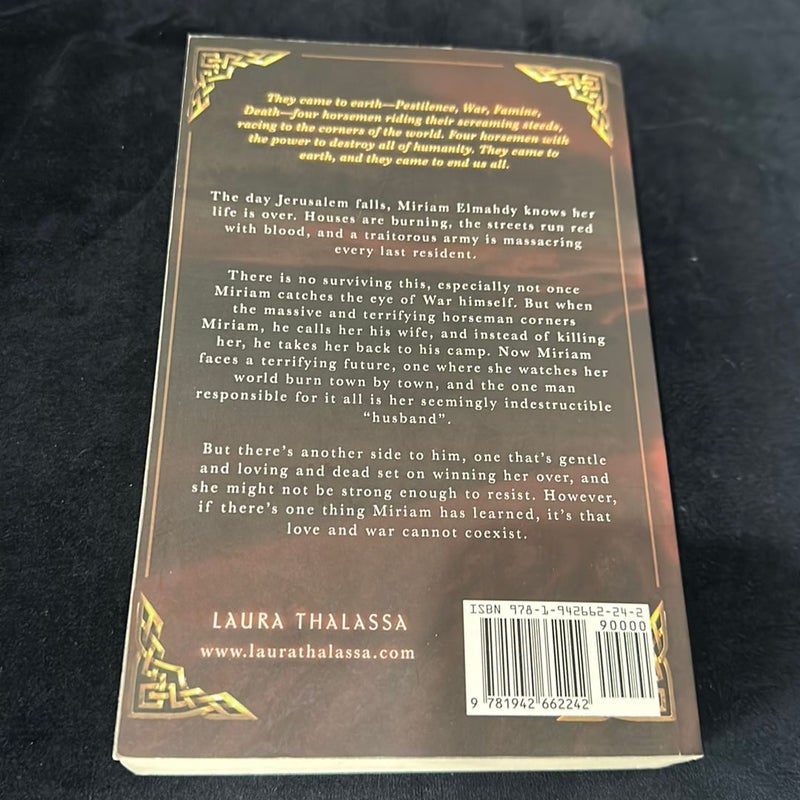 They came to earth—Pestilence, War, Famine,
Death—four horsemen riding their screaming steeds,
racing to the corners of the world. Four horsemen with
the power to destroy all of humanity. They came to
earth, and they came to end us all.
The day Jerusalem falls, Miriam Elmahdy knows her
life is over. Houses are burning, the streets run red
with blood, and a traitorous army is massacring
every last resident.
There is no surviving this, especially not once
Miriam catches the eye of War himself. But when
the massive and terrifying horseman corners
Miriam, he calls her his wife, and instead of killing
her, he takes her back to his camp. Now Miriam
faces a terrifying future, one where she watches her
world burn town by town, and the one man
responsible for it all is her seemingly indestructible
“husband”.
But there’s another side to him, one that’s gentle
and loving and dead set on winning her over, and
she might not be strong enough to resist. However,
if there’s one thing Miriam has learned, it’s that
love and war cannot coexist.
LAURA THALASSA
www.laurathalassa.com
ISBN 978-1-942662-24-2
90000
9 781942 662242